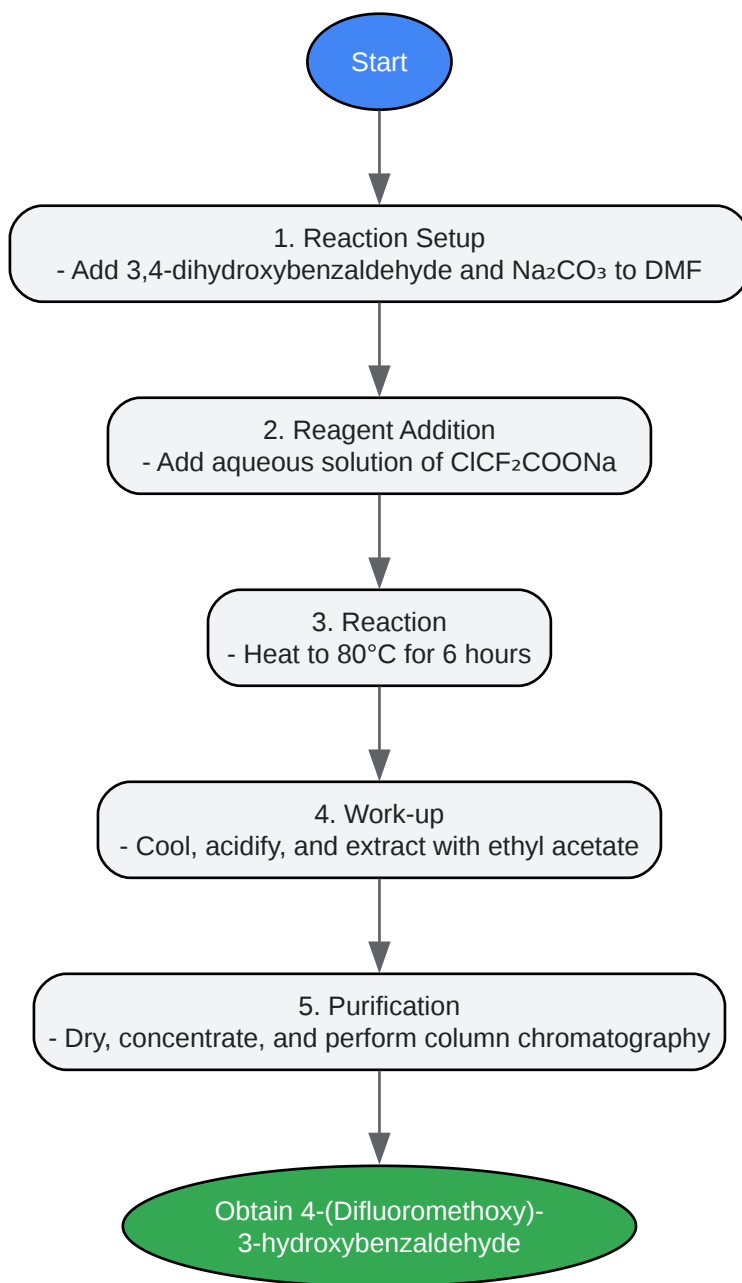 Start
1. Reaction Setup
- Add 3,4-dihydroxybenzaldehyde and Na₂CO₃ to DMF
2. Reagent Addition
- Add aqueous solution of ClCF₂COONa
3. Reaction
- Heat to 80°C for 6 hours
4. Work-up
- Cool, acidify, and extract with ethyl acetate
5. Purification
- Dry, concentrate, and perform column chromatography
Obtain 4-(Difluoromethoxy)-
3-hydroxybenzaldehyde